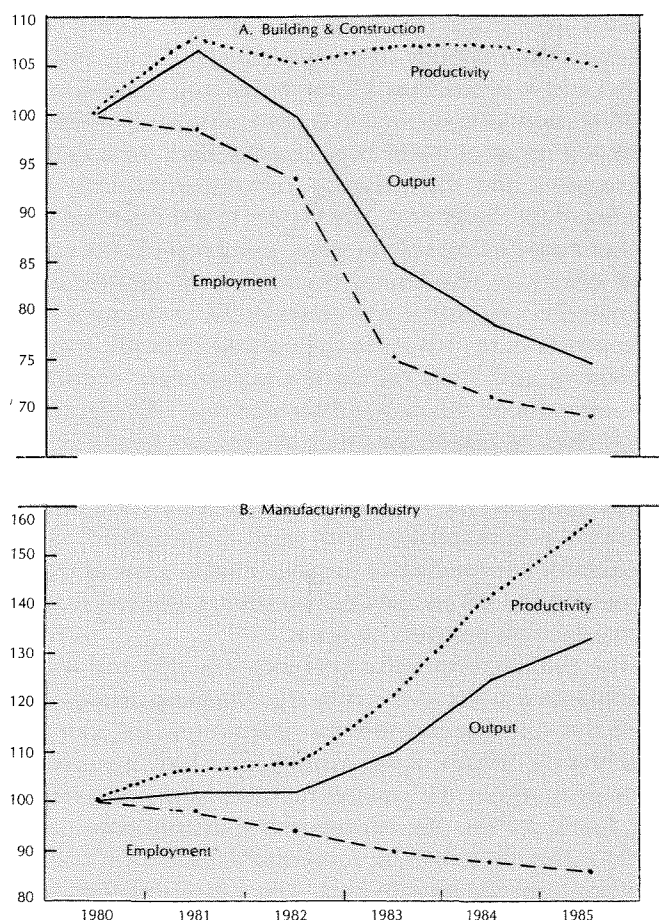 110
A. Building & Construction
105
Productivity
100
95
Output
90
85
Employment
80
75
70
B. Manufacturing Industry
160
150
140
Productivity
130
120
Output
110
100
Employment
90
80
1980 1981 1982 1983 1984 1985